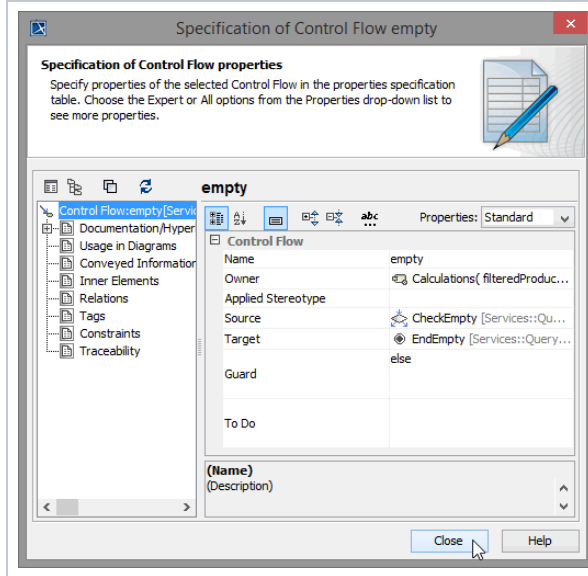 Specification of Control Flow empty
Specification of Control Flow properties
Specify properties of the selected Control Flow in the properties specification
table. Choose the Expert or All options from the Properties drop-down list to
see more properties.
empty
Control Flow:empty[Servic
Documentation/Hyper
Usage in Diagrams
Conveyed Information
Inner Elements
Relations
Tags
Constraints
Traceability
abc
Properties: Standard
Control Flow
Name empty
Owner Calculations( filteredProduc...
Applied Stereotype
Source CheckEmpty [Services::Qu...
Target EndEmpty [Services::Query...
Guard else
To Do
(Name)
(Description)
Close Help